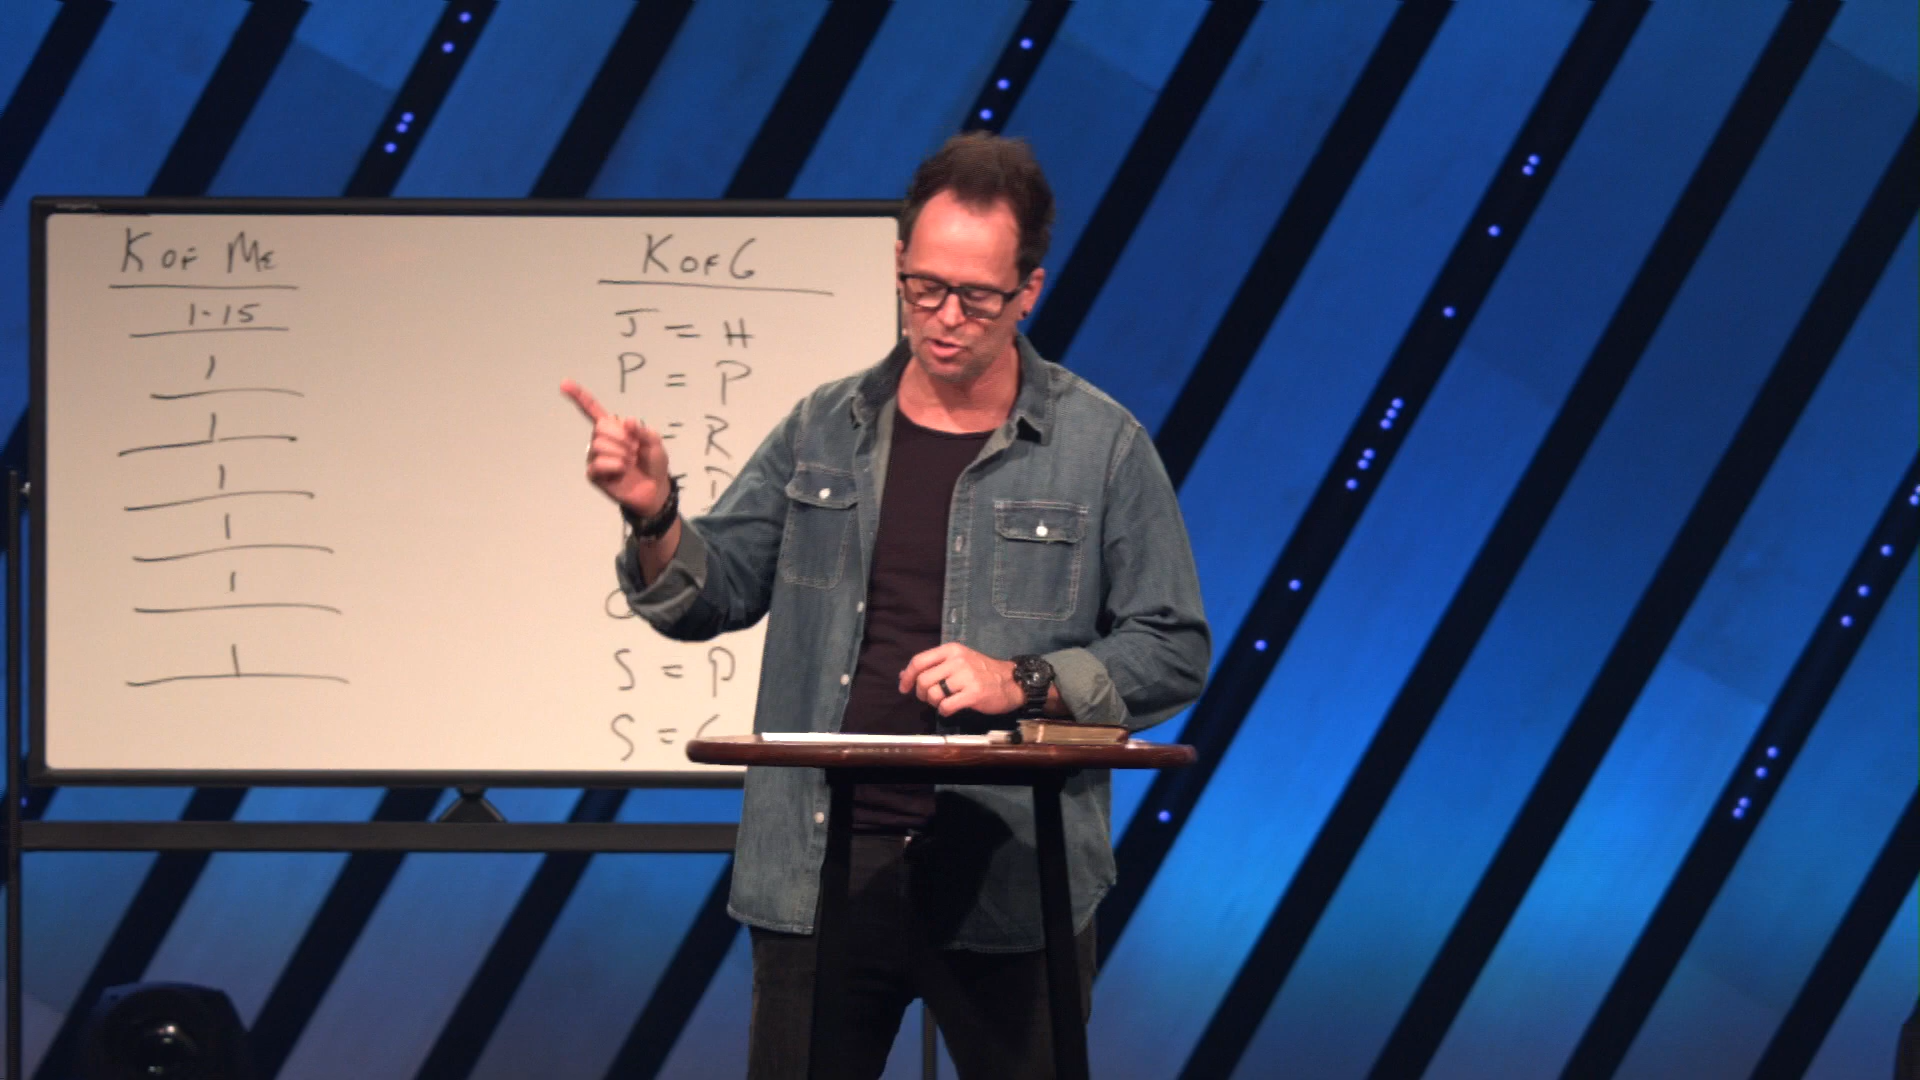 K OF ME
1-15
1
1
1
1
1
1
K OF G
J = H
P = P
= R
S = P
S =